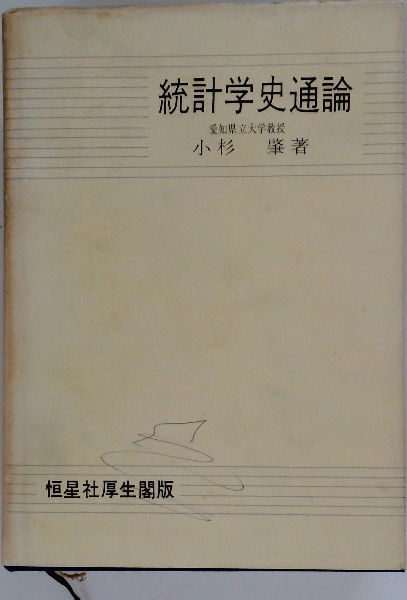 統計学史通論
愛知県立大学教授
小杉 肇著
恒星社厚生閣版